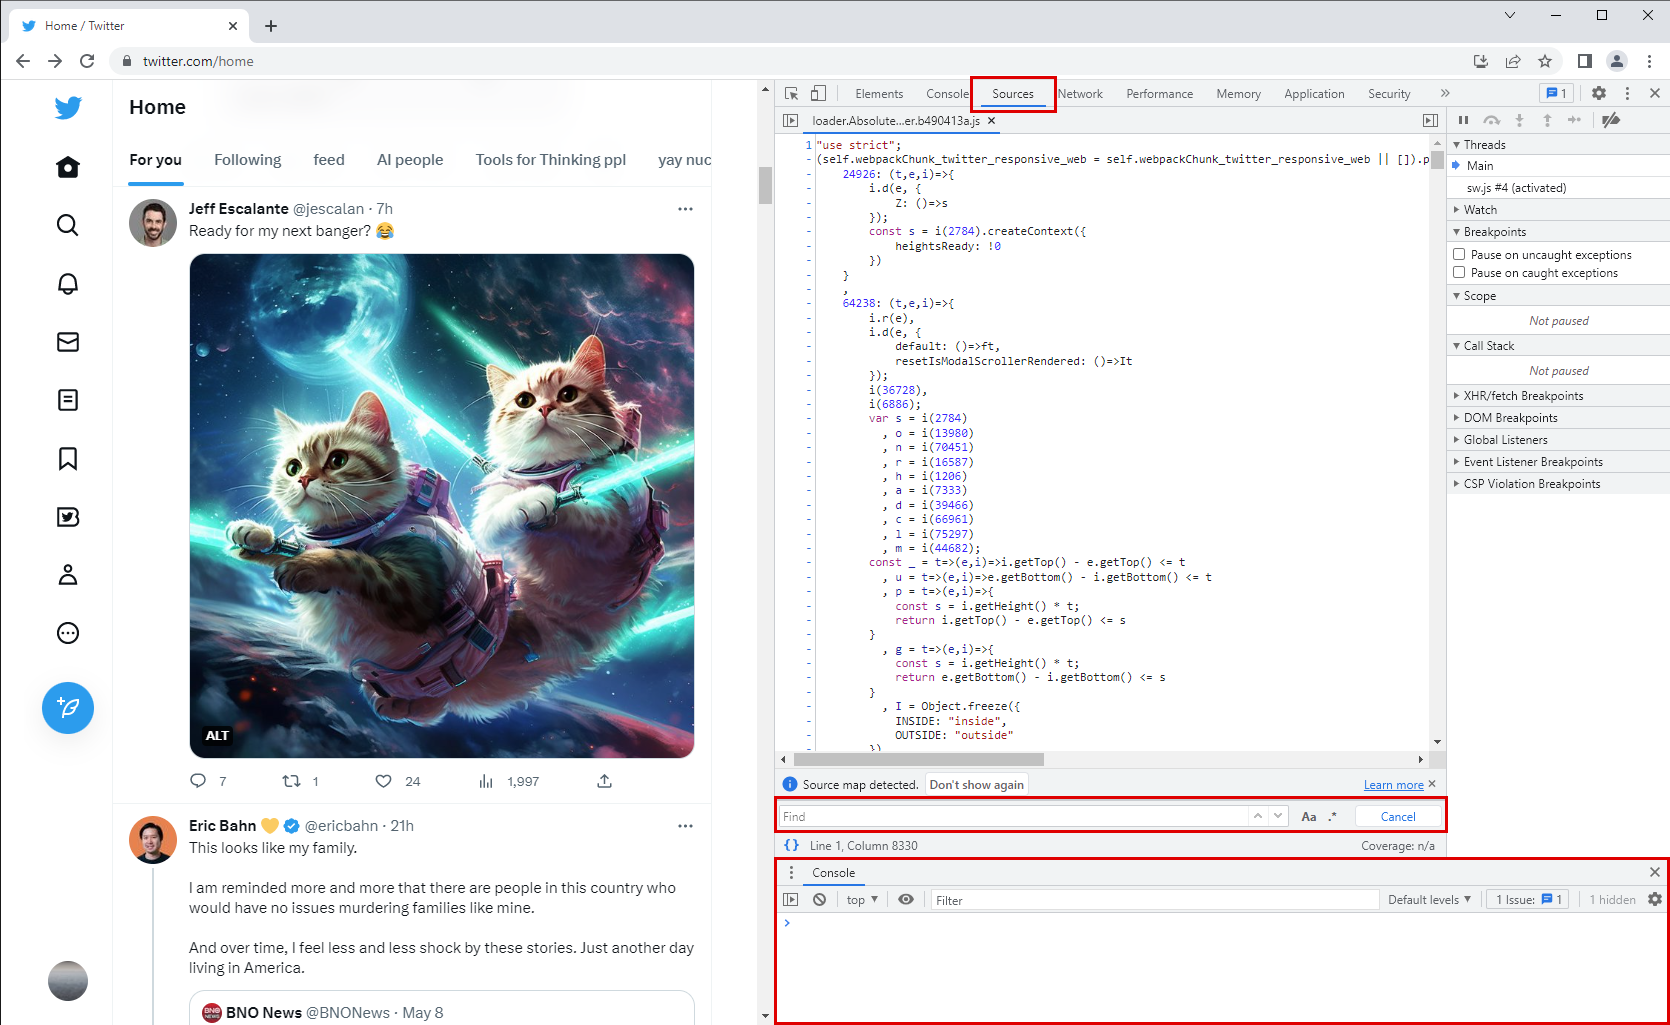 Home / Twitter
twitter.com/home
Home
For you Following feed AI people Tools for Thinking ppl yay nuc
Jeff Escalante @jescalan · 7h
Ready for my next banger? 😂
ALT
7 1 24 1,997
Eric Bahn 💛 @ericbahn · 21h
This looks like my family.
I am reminded more and more that there are people in this country who
would have no issues murdering families like mine.
And over time, I feel less and less shock by these stories. Just another day
living in America.
BNO NEWS
BNO News @BNONews · May 8
Elements Console Sources Network Performance Memory Application Security » 1
loader.Absolute...er.b490413a.js
1 "use strict";
- (self.webpackChunk_twitter_responsive_web = self.webpackChunk_twitter_responsive_web || []).p
- 24926: (t,e,i)=>{
- i.d(e, {
- Z: ()=>s
- });
- const s = i(2784).createContext({
- heightsReady: !0
- })
- }
- ,
- 64238: (t,e,i)=>{
- i.r(e),
- i.d(e, {
- default: ()=>ft,
- resetIsModalScrollerRendered: ()=>It
- });
- i(36728),
- i(6886);
- var s = i(2784)
- , o = i(13980)
- , n = i(70451)
- , r = i(16587)
- , h = i(1206)
- , a = i(7333)
- , d = i(39466)
- , c = i(66961)
- , l = i(75297)
- , m = i(44682);
- const _ = t=>(e,i)=>i.getTop() - e.getTop() <= t
- , u = t=>(e,i)=>e.getBottom() - i.getBottom() <= t
- , p = t=>(e,i)=>{
- const s = i.getHeight() * t;
- return i.getTop() - e.getTop() <= s
- }
- , g = t=>(e,i)=>{
- const s = i.getHeight() * t;
- return e.getBottom() - i.getBottom() <= s
- }
- , I = Object.freeze({
- INSIDE: "inside",
- OUTSIDE: "outside"
- })
Source map detected. Don't show again Learn more
Find Aa .* Cancel
{} Line 1, Column 8330 Coverage: n/a
Threads
Main
sw.js #4 (activated)
Watch
Breakpoints
Pause on uncaught exceptions
Pause on caught exceptions
Scope
Not paused
Call Stack
Not paused
XHR/fetch Breakpoints
DOM Breakpoints
Global Listeners
Event Listener Breakpoints
CSP Violation Breakpoints
Console
top Filter Default levels 1 Issue: 1 1 hidden
>